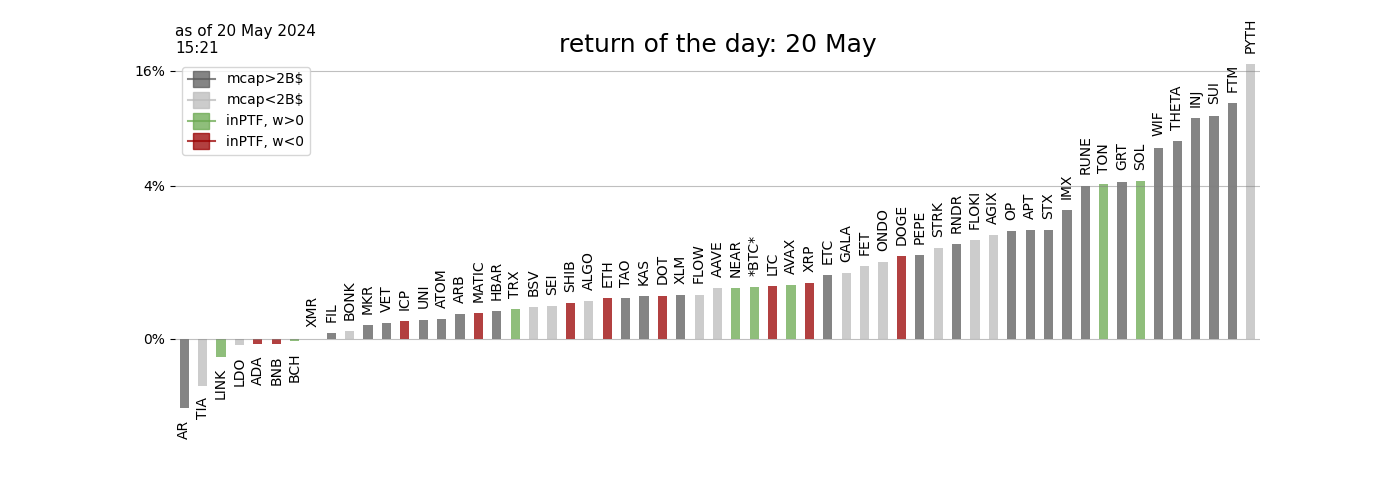 as of 20 May 2024
15:21
return of the day: 20 May
16%
4%
0%
mcap>2B$
mcap<2B$
inPTF, w>0
inPTF, w<0
AR
TIA
LINK
LDO
ADA
BNB
BCH
XMR
FIL
BONK
MKR
VET
ICP
UNI
ATOM
ARB
MATIC
HBAR
TRX
BSV
SEI
SHIB
ALGO
ETH
TAO
KAS
DOT
XLM
FLOW
AAVE
NEAR
*BTC*
LTC
AVAX
XRP
ETC
GALA
FET
ONDO
DOGE
PEPE
STRK
RNDR
FLOKI
AGIX
OP
APT
STX
IMX
RUNE
TON
GRT
SOL
WIF
THETA
INJ
SUI
FTM
PYTH